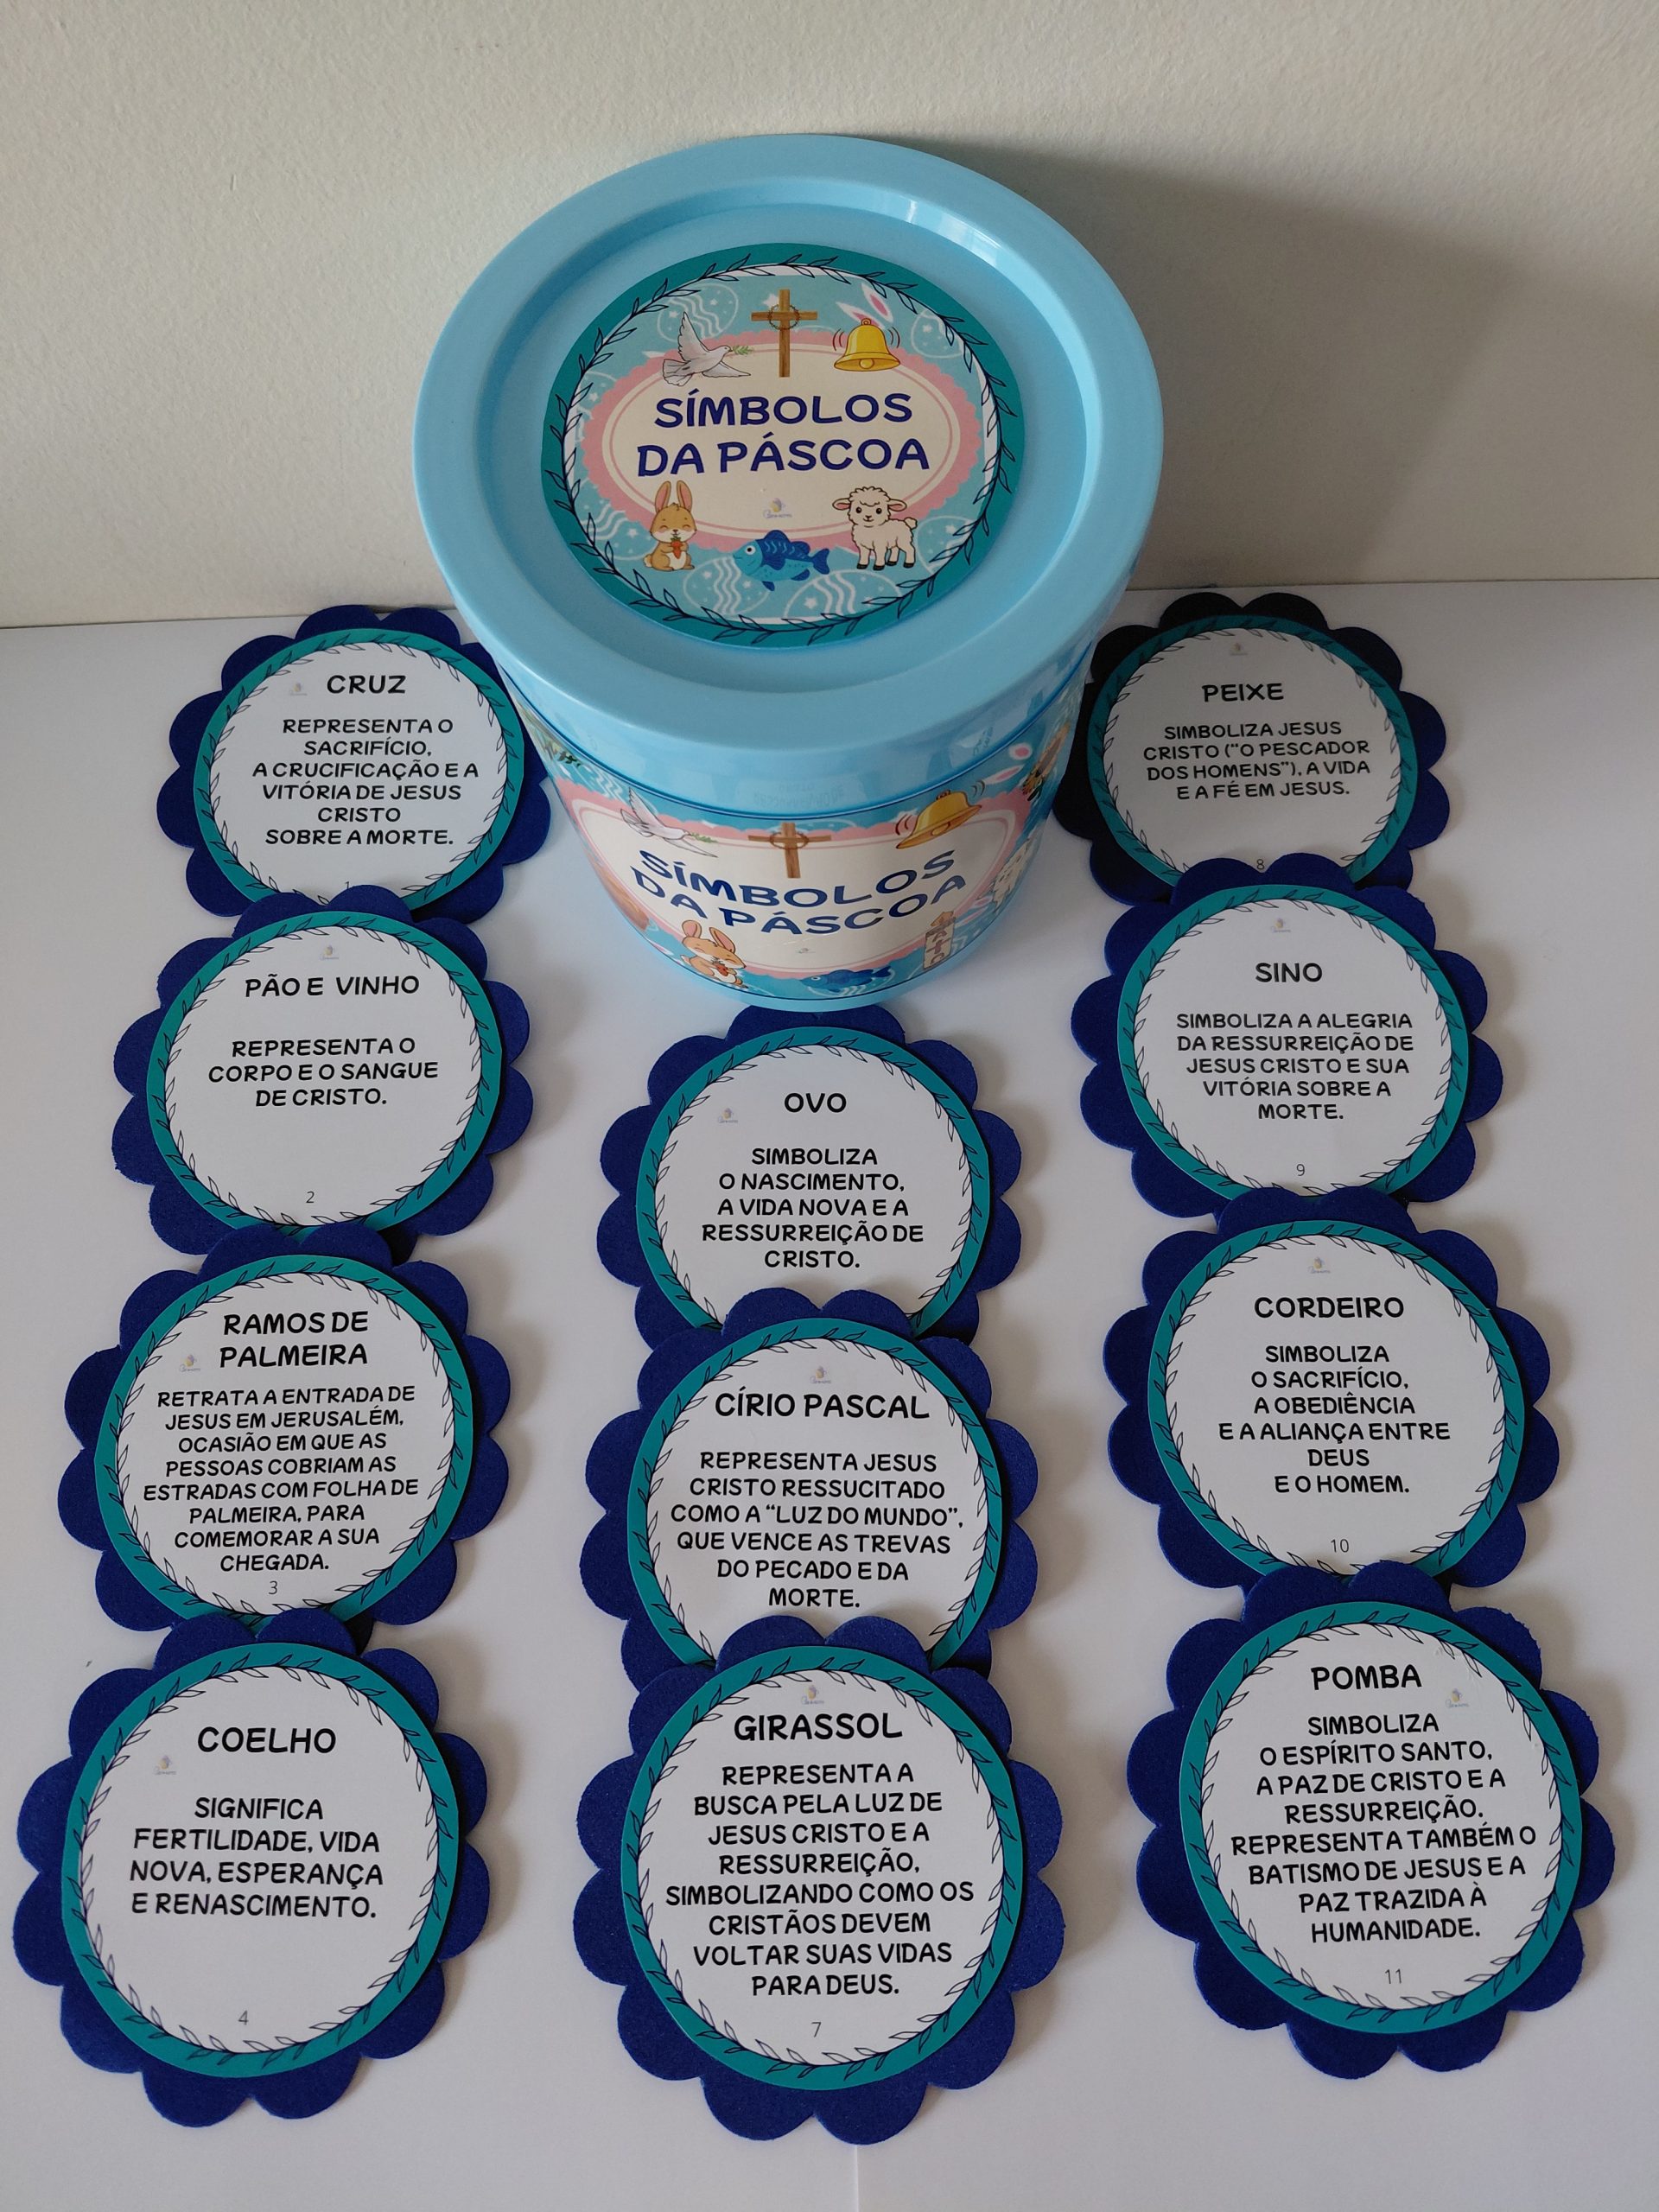 SÍMBOLOS
DA PÁSCOA
SÍMBOLOS
DA PÁSCOA
CRUZ
REPRESENTA O
SACRIFÍCIO,
A CRUCIFICAÇÃO E A
VITÓRIA DE JESUS
CRISTO
SOBRE A MORTE.
1
PÃO E VINHO
REPRESENTA O
CORPO E O SANGUE
DE CRISTO.
2
RAMOS DE
PALMEIRA
RETRATA A ENTRADA DE
JESUS EM JERUSALÉM,
OCASIÃO EM QUE AS
PESSOAS COBRIAM AS
ESTRADAS COM FOLHA DE
PALMEIRA, PARA
COMEMORAR A SUA
CHEGADA.
3
COELHO
SIGNIFICA
FERTILIDADE, VIDA
NOVA, ESPERANÇA
E RENASCIMENTO.
4
OVO
SIMBOLIZA
O NASCIMENTO,
A VIDA NOVA E A
RESSURREIÇÃO DE
CRISTO.
CÍRIO PASCAL
REPRESENTA JESUS
CRISTO RESSUCITADO
COMO A “LUZ DO MUNDO”,
QUE VENCE AS TREVAS
DO PECADO E DA
MORTE.
GIRASSOL
REPRESENTA A
BUSCA PELA LUZ DE
JESUS CRISTO E A
RESSURREIÇÃO,
SIMBOLIZANDO COMO OS
CRISTÃOS DEVEM
VOLTAR SUAS VIDAS
PARA DEUS.
7
PEIXE
SIMBOLIZA JESUS
CRISTO (“O PESCADOR
DOS HOMENS”), A VIDA
E A FÉ EM JESUS.
8
SINO
SIMBOLIZA A ALEGRIA
DA RESSURREIÇÃO DE
JESUS CRISTO E SUA
VITÓRIA SOBRE A
MORTE.
9
CORDEIRO
SIMBOLIZA
O SACRIFÍCIO,
A OBEDIÊNCIA
E A ALIANÇA ENTRE
DEUS
E O HOMEM.
10
POMBA
SIMBOLIZA
O ESPÍRITO SANTO,
A PAZ DE CRISTO E A
RESSURREIÇÃO.
REPRESENTA TAMBÉM O
BATISMO DE JESUS E A
PAZ TRAZIDA À
HUMANIDADE.
11